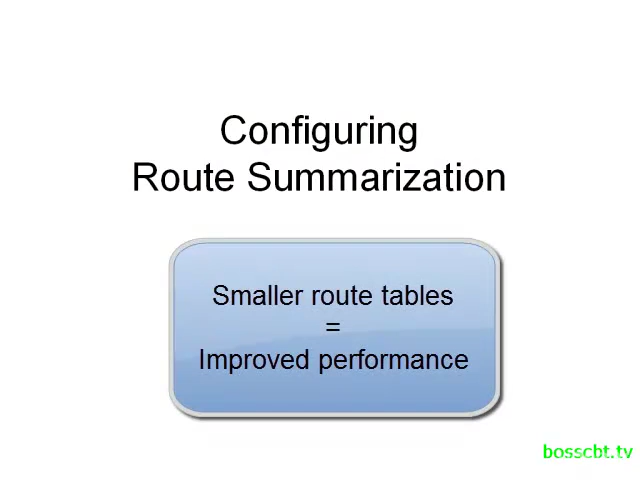 Configuring
Route Summarization
Smaller route tables
=
Improved performance
bosscbt.tv